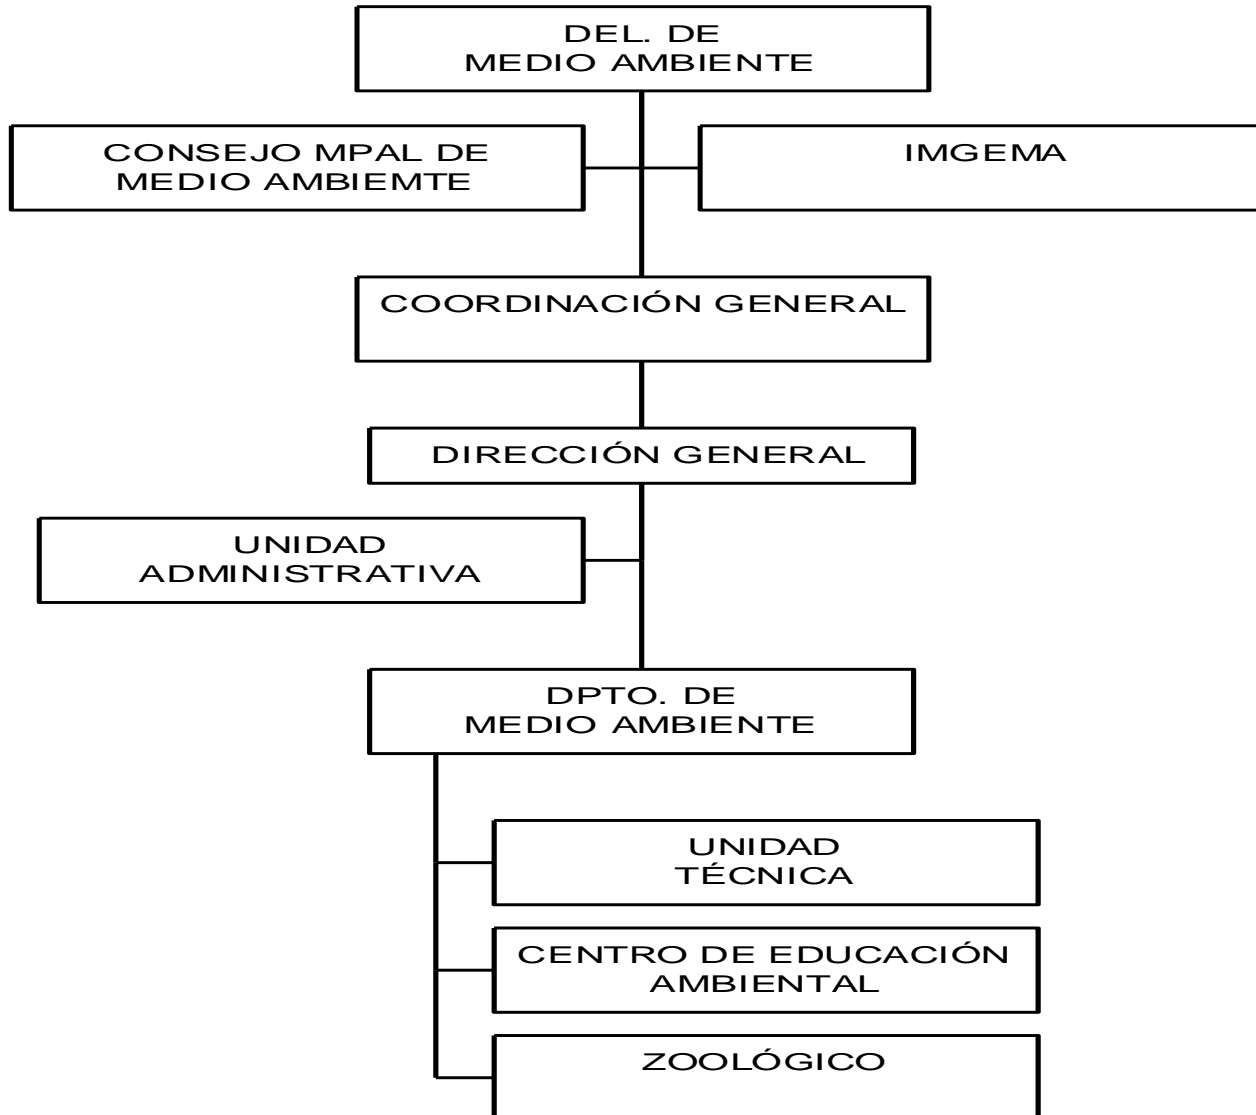 DEL. DE
MEDIO AMBIENTE
CONSEJO MPAL DE
MEDIO AMBIEMTE
IMGEMA
COORDINACIÓN GENERAL
DIRECCIÓN GENERAL
UNIDAD
ADMINISTRATIVA
DPTO. DE
MEDIO AMBIENTE
UNIDAD
TÉCNICA
CENTRO DE EDUCACIÓN
AMBIENTAL
ZOOLÓGICO